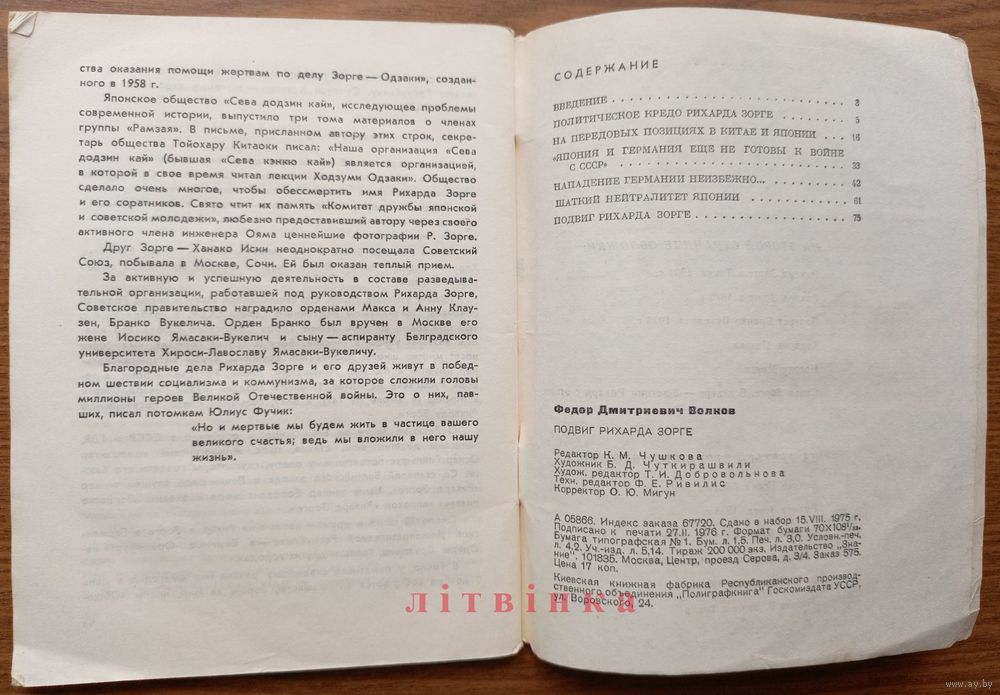 ства оказания помощи жертвам по делу Зорге — Одзаки», создан-
ного в 1958 г.
Японское общество «Сева додзин кай», исследующее проблемы
современной истории, выпустило три тома материалов о членах
группы «Рамзая». В письме, присланном автору этих строк, секре-
тарь общества Тойохару Китаоки писал: «Наша организация «Сева
додзин кай» (бывшая «Сева кэнкю кай») является организацией,
в которой в свое время читал лекции Ходзуми Одзаки». Общество
сделало очень многое, чтобы обессмертить имя Рихарда Зорге
и его соратников. Свято чтит их память «Комитет дружбы японской
и советской молодежи», любезно предоставивший автору через своего
активного члена инженера Ояма ценнейшие фотографии Р. Зорге.
Друг Зорге — Ханако Исии неоднократно посещала Советский
Союз, побывала в Москве, Сочи. Ей был оказан теплый прием.
За активную и успешную деятельность в составе разведыва-
тельной организации, работавшей под руководством Рихарда Зорге,
Советское правительство наградило орденами Макса и Анну Клау-
зен, Бранко Вукелича. Орден Бранко был вручен в Москве его
жене Иосико Ямасаки-Вукелич и сыну — аспиранту Белградского
университета Хироси-Лавославу Ямасаки-Вукеличу.
Благородные дела Рихарда Зорге и его друзей живут в побед-
ном шествии социализма и коммунизма, за которое сложили головы
миллионы героев Великой Отечественной войны. Это о них, пав-
ших, писал потомкам Юлиус Фучик:
«Но и мертвые мы будем жить в частице вашего
великого счастья; ведь мы вложили в него нашу
жизнь».
СОДЕРЖАНИЕ
ВВЕДЕНИЕ . . . 3
ПОЛИТИЧЕСКОЕ КРЕДО РИХАРДА ЗОРГЕ . . . 5
НА ПЕРЕДОВЫХ ПОЗИЦИЯХ В КИТАЕ И ЯПОНИИ . . . 16
«ЯПОНИЯ И ГЕРМАНИЯ ЕЩЕ НЕ ГОТОВЫ К ВОЙНЕ
С СССР» . . . 33
НАПАДЕНИЕ ГЕРМАНИИ НЕИЗБЕЖНО... . . . 42
ШАТКИЙ НЕЙТРАЛИТЕТ ЯПОНИИ . . . 61
ПОДВИГ РИХАРДА ЗОРГЕ . . . 75
Федор Дмитриевич Волков
ПОДВИГ РИХАРДА ЗОРГЕ
Редактор К. М. Чушкова
Художник Б. Д. Чуткирашвили
Худож. редактор Т. И. Добровольнова
Техн. редактор Ф. Е. Ривилис
Корректор О. Ю. Мигун
А 05866. Индекс заказа 67720. Сдано в набор 15.VIII. 1975 г.
Подписано к печати 27.II. 1976 г. Формат бумаги 70X108¹/₃₂.
Бумага типографская №1. Бум. л. 1,5. Печ. л. 3,0. Условн.-печ.
л. 4,2. Уч.-изд. л. 5,14. Тираж 200 000 экз. Издательство „Зна-
ние". 101835. Москва, Центр, проезд Серова, д. 3/4. Заказ 575.
Цена 17 коп.
Киевская книжная фабрика Республиканского производ-
ственного объединения „Полиграфкнига" Госкомиздата УССР,
ул. Воровского, 24.
літвінка
www.ay.by